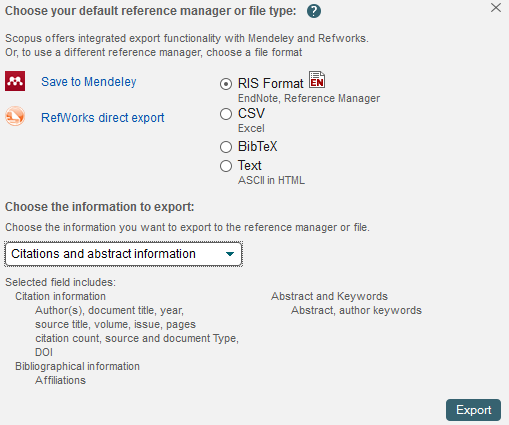 Choose your default reference manager or file type: ?
Scopus offers integrated export functionality with Mendeley and Refworks.
Or, to use a different reference manager, choose a file format
Save to Mendeley
RefWorks direct export
RIS Format EN
EndNote, Reference Manager
CSV
Excel
BibTeX
Text
ASCII in HTML
Choose the information to export:
Choose the information you want to export to the reference manager or file.
Citations and abstract information
Selected field includes:
Citation information
Author(s), document title, year,
source title, volume, issue, pages
citation count, source and document Type,
DOI
Bibliographical information
Affiliations
Abstract and Keywords
Abstract, author keywords
Export